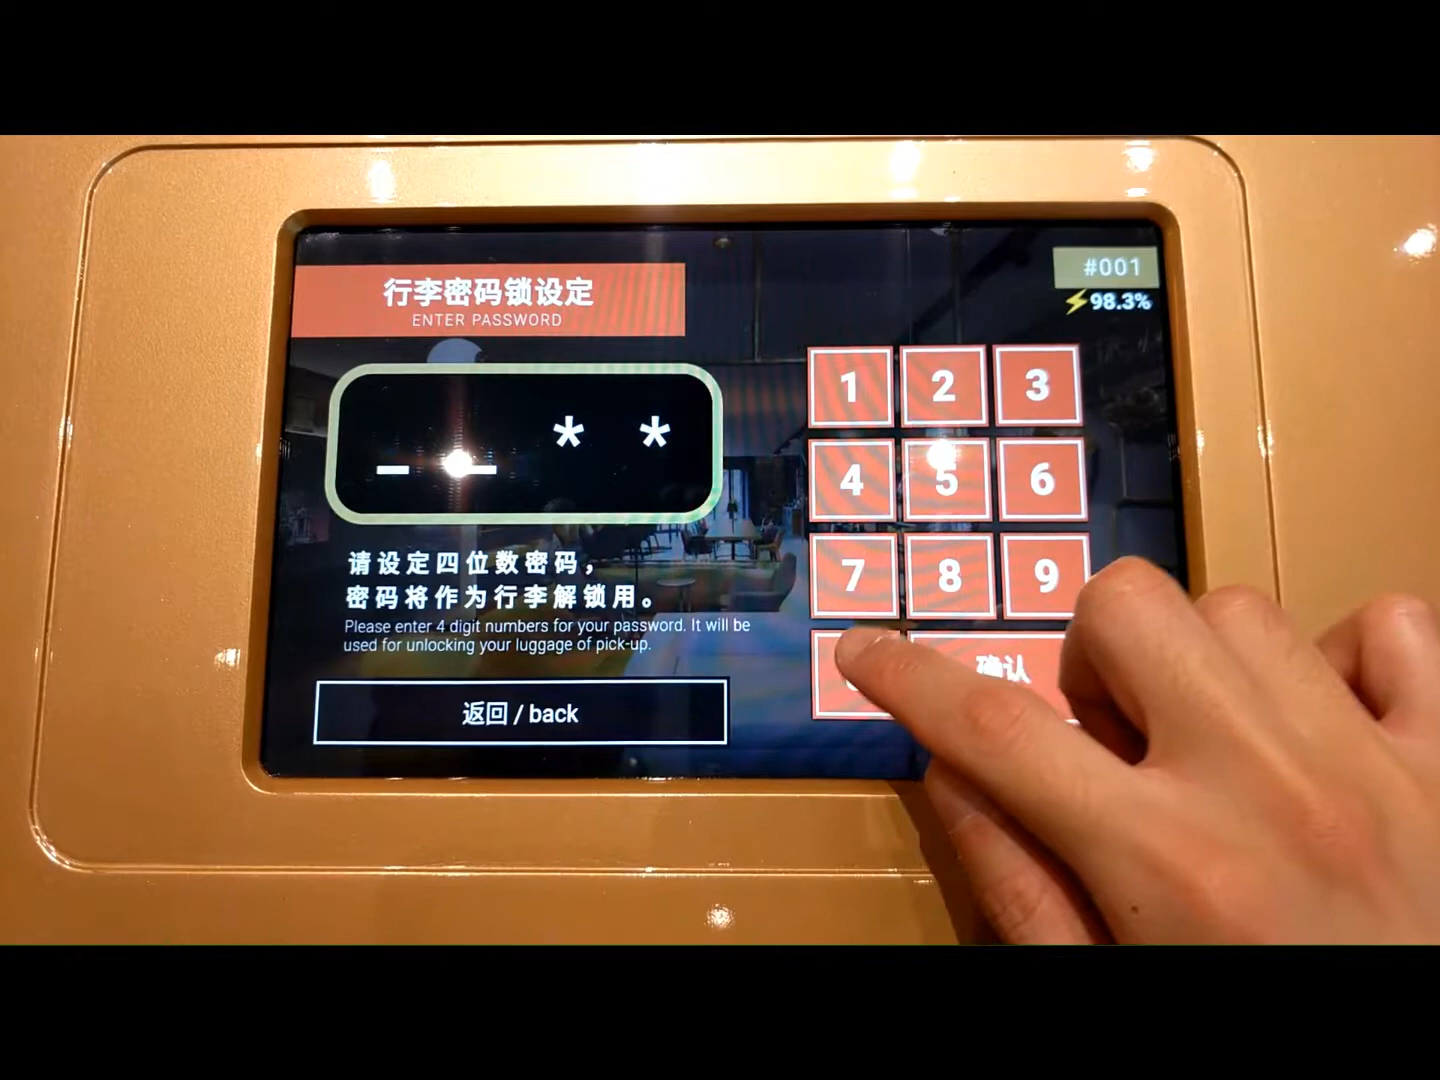 行李密码锁设定
ENTER PASSWORD
#001
⚡98.3%
_ _ * *
1 2 3
4 5 6
7 8 9
确认
请设定四位数密码，
密码将作为行李解锁用。
Please enter 4 digit numbers for your password. It will be
used for unlocking your luggage of pick-up.
返回 / back